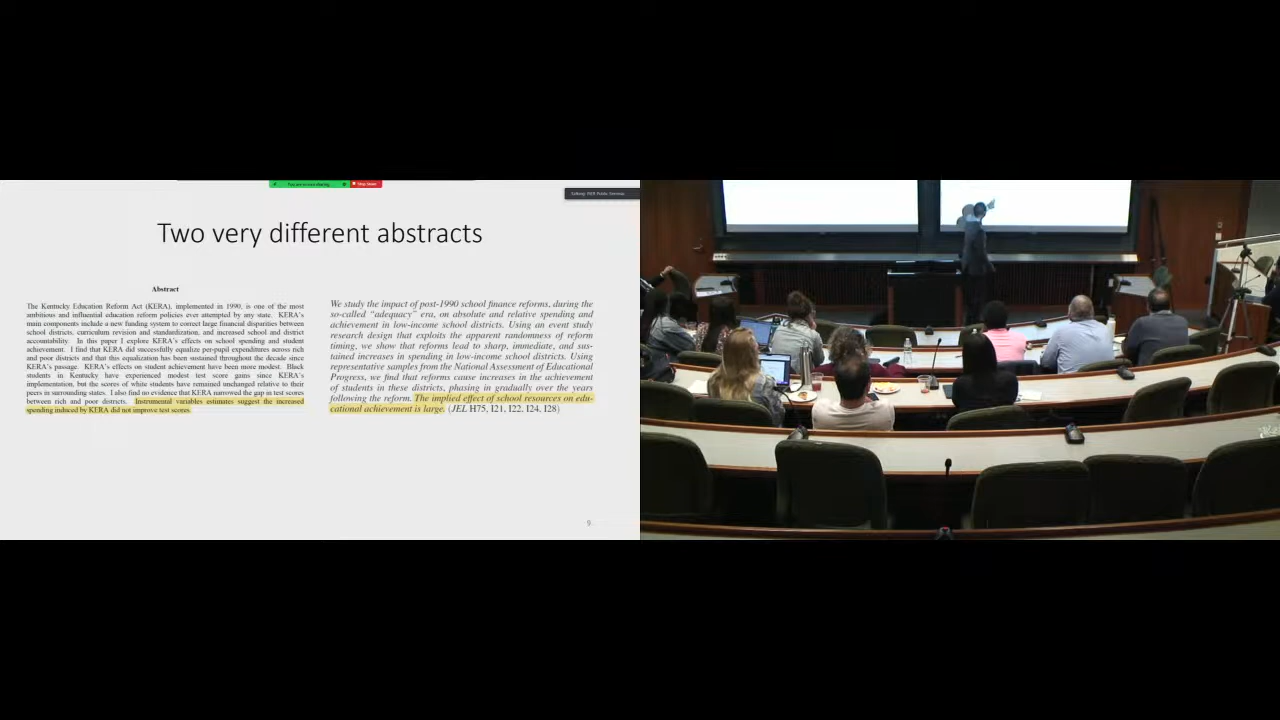 You are screen sharing
Stop Share
Two very different abstracts
Abstract
The Kentucky Education Reform Act (KERA), implemented in 1990, is one of the most
ambitious and influential education reform policies ever attempted by any state. KERA's
main components include a new funding system to correct large financial disparities between
school districts, curriculum revision and standardization, and increased school and district
accountability. In this paper I explore KERA's effects on school spending and student
achievement. I find that KERA did successfully equalize per-pupil expenditures across rich
and poor districts and that this equalization has been sustained throughout the decade since
KERA's passage. KERA's effects on student achievement have been more modest. Black
students in Kentucky have experienced modest test score gains since KERA's
implementation, but the scores of white students have remained unchanged relative to their
peers in surrounding states. I also find no evidence that KERA narrowed the gap in test scores
between rich and poor districts. Instrumental variables estimates suggest the increased
spending induced by KERA did not improve test scores.
We study the impact of post-1990 school finance reforms, during the
so-called “adequacy” era, on absolute and relative spending and
achievement in low-income school districts. Using an event study
research design that exploits the apparent randomness of reform
timing, we show that reforms lead to sharp, immediate, and sus-
tained increases in spending in low-income school districts. Using
representative samples from the National Assessment of Educational
Progress, we find that reforms cause increases in the achievement
of students in these districts, phasing in gradually over the years
following the reform. The implied effect of school resources on edu-
cational achievement is large. (JEL H75, I21, I22, I24, I28)
9